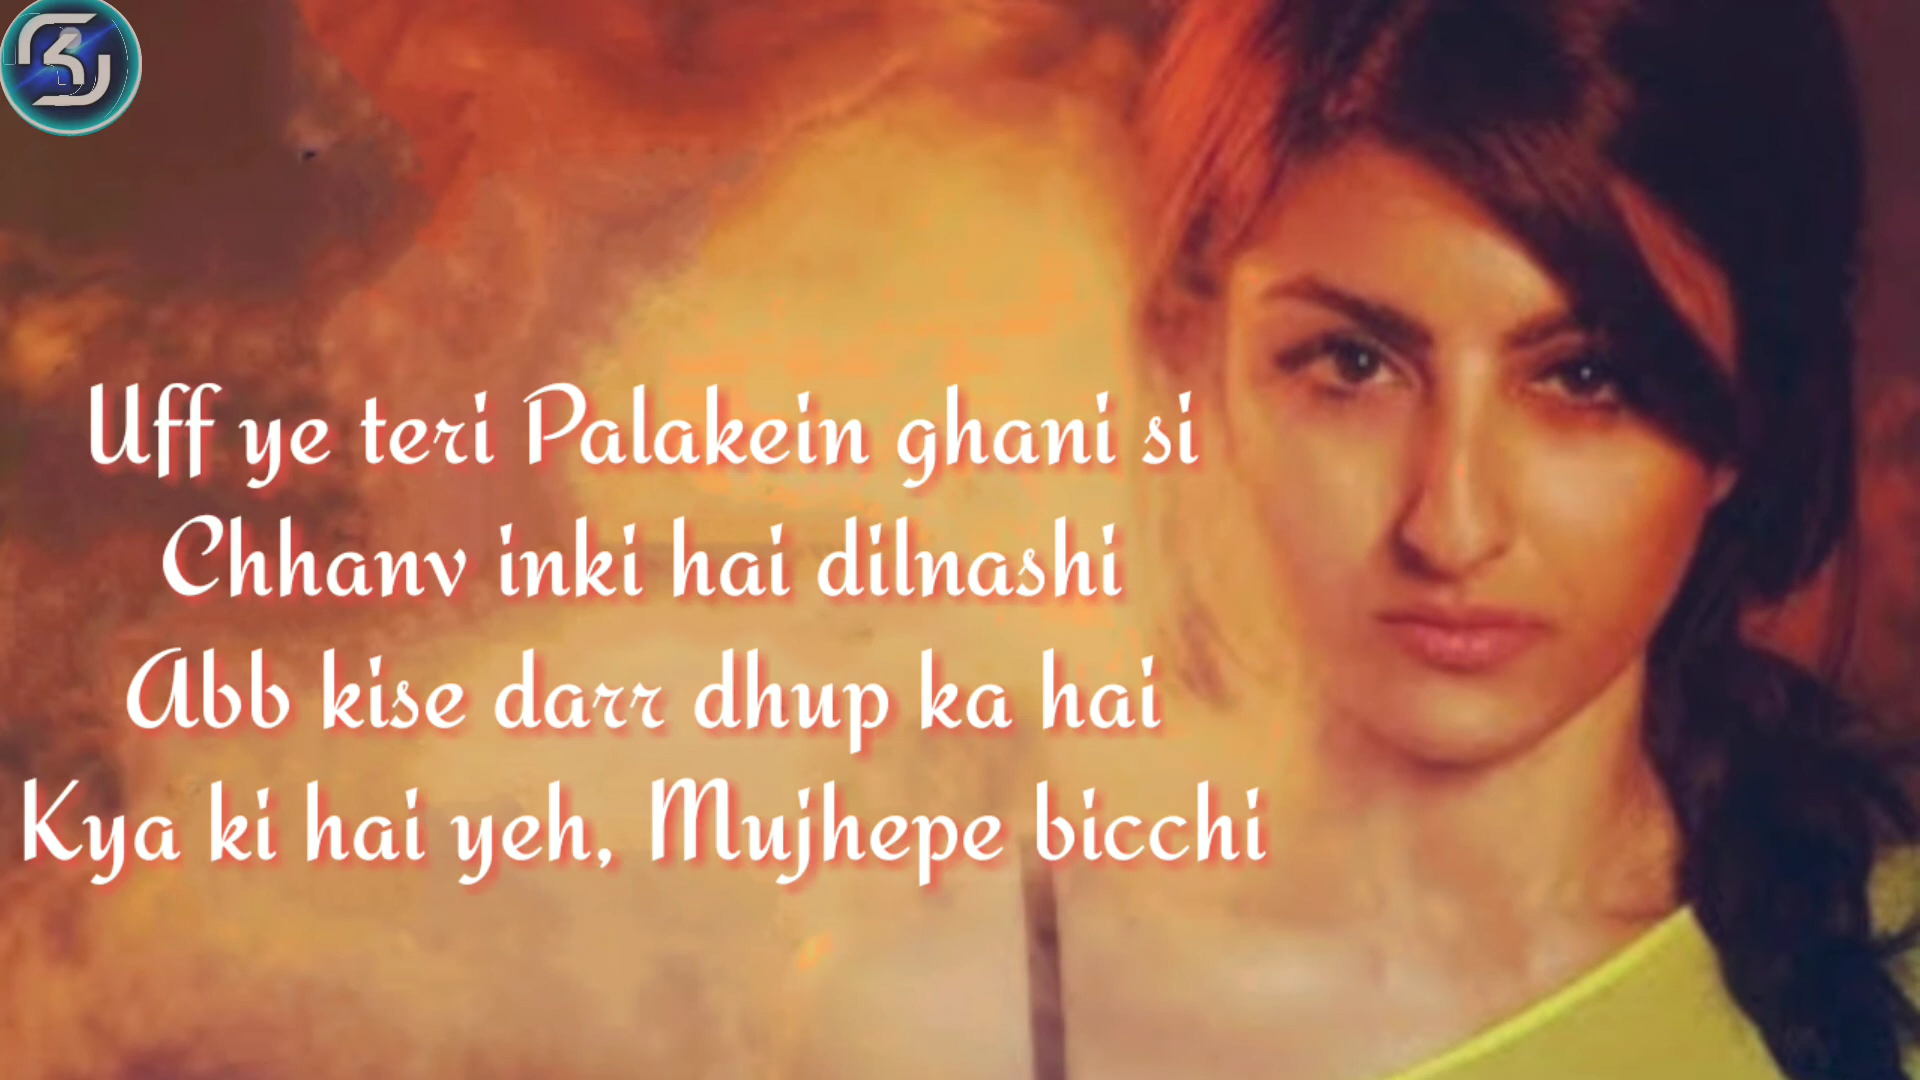 Uff ye teri Palakein ghani si
Chhanv inki hai dilnashi
Abb kise darr dhup ka hai
Kya ki hai yeh, Mujhepe bicchi